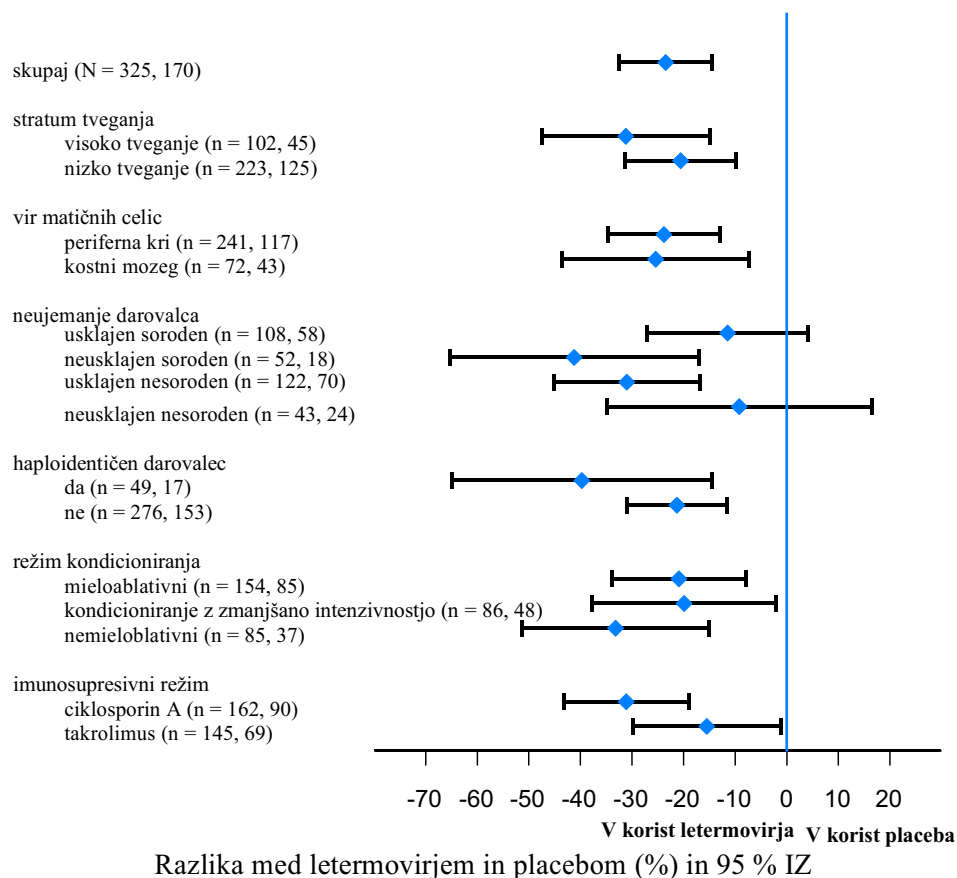 skupaj (N = 325, 170)
stratum tveganja
visoko tveganje (n = 102, 45)
nizko tveganje (n = 223, 125)
vir matičnih celic
periferna kri (n = 241, 117)
kostni mozeg (n = 72, 43)
neujemanje darovalca
usklajen soroden (n = 108, 58)
neusklajen soroden (n = 52, 18)
usklajen nesoroden (n = 122, 70)
neusklajen nesoroden (n = 43, 24)
haploidentičen darovalec
da (n = 49, 17)
ne (n = 276, 153)
režim kondicioniranja
mieloablativni (n = 154, 85)
kondicioniranje z zmanjšano intenzivnostjo (n = 86, 48)
nemieloblativni (n = 85, 37)
imunosupresivni režim
ciklosporin A (n = 162, 90)
takrolimus (n = 145, 69)
-70 -60 -50 -40 -30 -20 -10 0 10 20
V korist letermovirja V korist placeba
Razlika med letermovirjem in placebom (%) in 95 % IZ